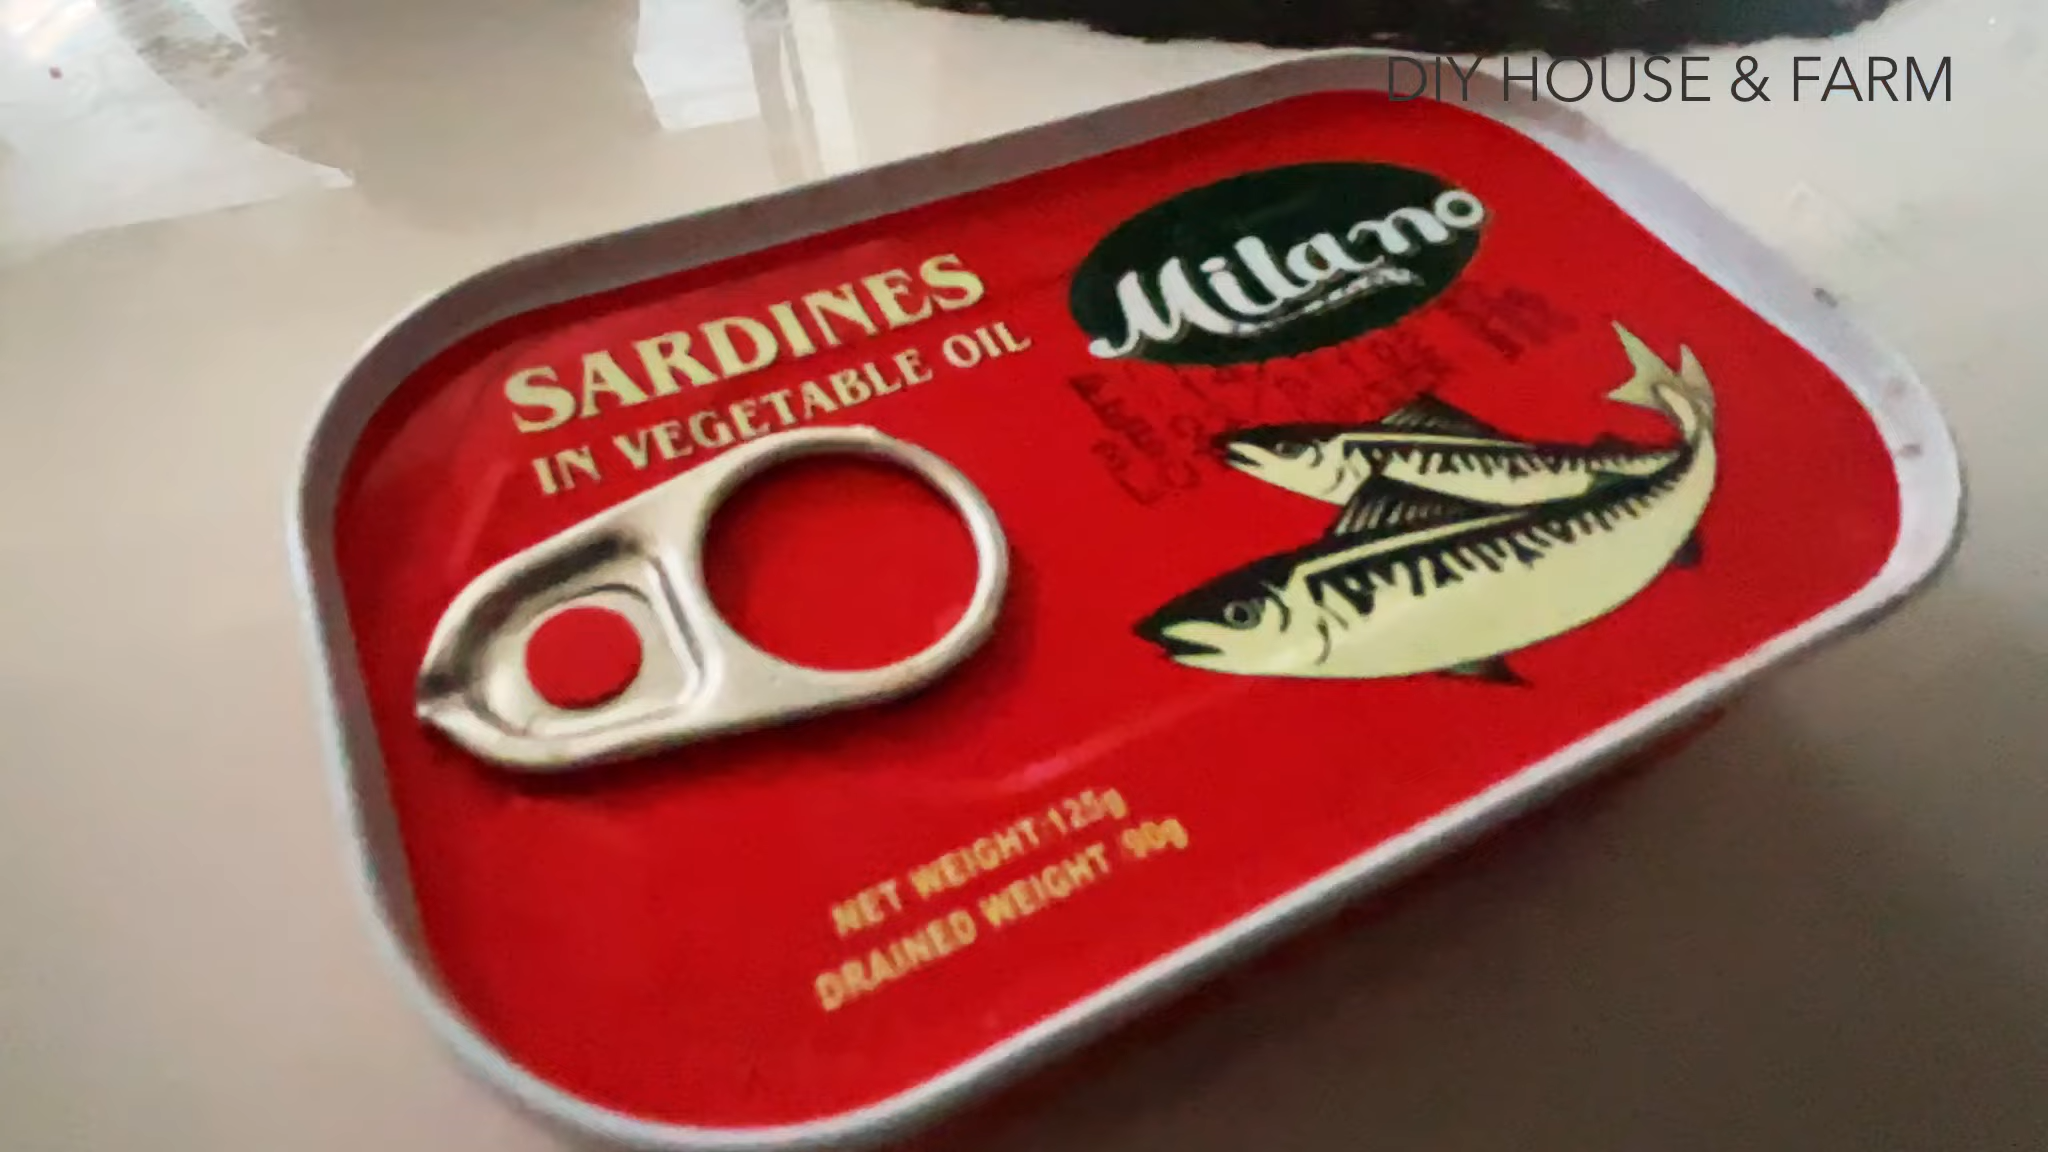 DIY HOUSE & FARM
Milano
SARDINES
IN VEGETABLE OIL
NET WEIGHT:125g
DRAINED WEIGHT :90g